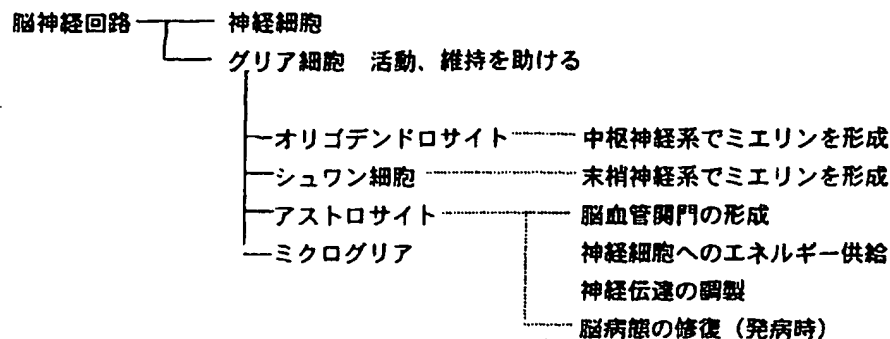 脳神経回路 神経細胞
グリア細胞 活動、維持を助ける
オリゴデンドロサイト 中枢神経系でミエリンを形成
シュワン細胞 末梢神経系でミエリンを形成
アストロサイト 脳血管関門の形成
ミクログリア 神経細胞へのエネルギー供給
神経伝達の調製
脳病態の修復（発病時）